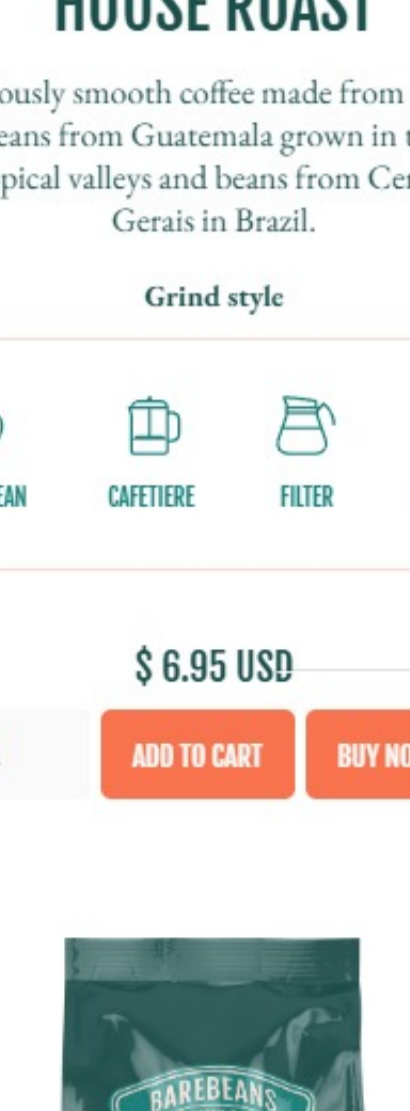 HOUSE ROAST
ously smooth coffee made from
eans from Guatemala grown in t
pical valleys and beans from Cer
Gerais in Brazil.
Grind style
EAN
CAFETIERE
FILTER
$ 6.95 USD
ADD TO CART
BUY NO
BAREBEANS